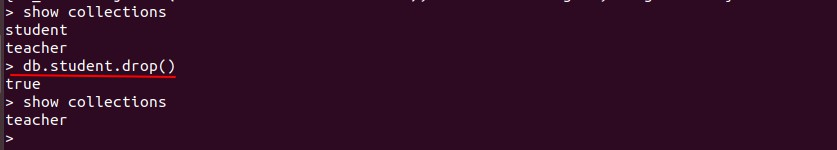 > show collections
student
teacher
> db.student.drop()
true
> show collections
teacher
>